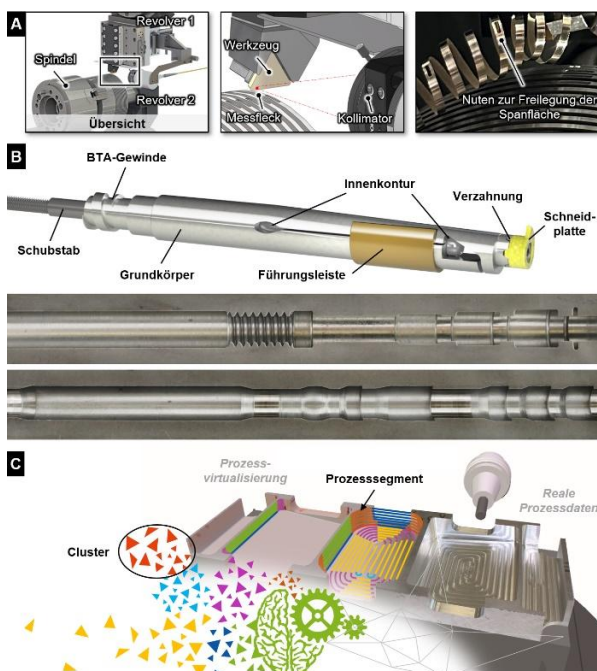 A
Revolver 1
Spindel
Revolver 2
Übersicht
Werkzeug
Messfleck
Kollimator
Nuten zur Freilegung der
Spanfläche
B
BTA-Gewinde
Innenkontur
Verzahnung
Schneid-
platte
Schubstab
Grundkörper
Führungsleiste
C
Prozess-
virtualisierung
Prozesssegment
Reale
Prozessdaten
Cluster